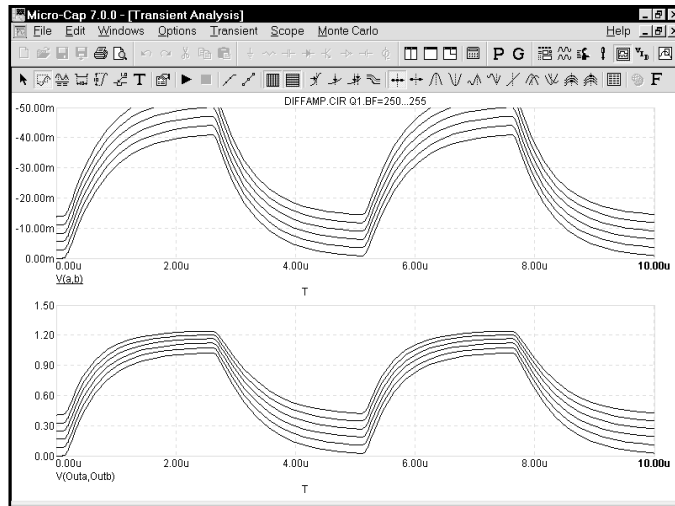 Micro-Cap 7.0.0 - [Transient Analysis]
File Edit Windows Options Transient Scope Monte Carlo Help
P G
T F
DIFFAMP.CIR Q1.BF=250...255
-50.00m
-40.00m
-30.00m
-20.00m
-10.00m
0.00m
0.00u 2.00u 4.00u 6.00u 8.00u 10.00u
V(a,b)
T
1.50
1.20
0.90
0.60
0.30
0.00
0.00u 2.00u 4.00u 6.00u 8.00u 10.00u
V(Outa,Outb)
T